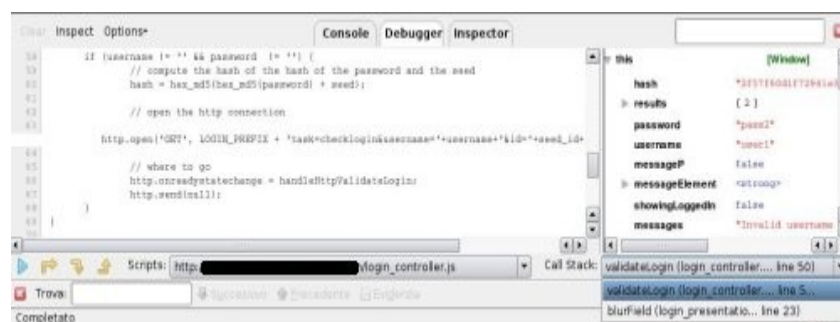 Clear Inspect Options Console Debugger Inspector
if (username != '' && password != '') {
// compute the hash of the hash of the password and the seed
hash = hex_md5(hex_md5(password) + seed);
// open the http connection
http.open('GET', LOGIN_PREFIX + 'task=checklogin&username='+username+'&id='+seed_id+
// where to go
http.onreadystatechange = handleHttpValidateLogin;
http.send(null);
}
}
this [Window]
hash
results [ 2 ]
password "pass2"
username "user1"
messageP false
messageElement <strong>
showingLoggedIn false
messages "Invalid username
Scripts: http: /login_controller.js Call Stack: validateLogin (login_controller.... line 50)
validateLogin (login_controller.... line 5...
blurField (login_presentatio... line 23)
Trova: Successivo Precedente Evidenzia
Completato